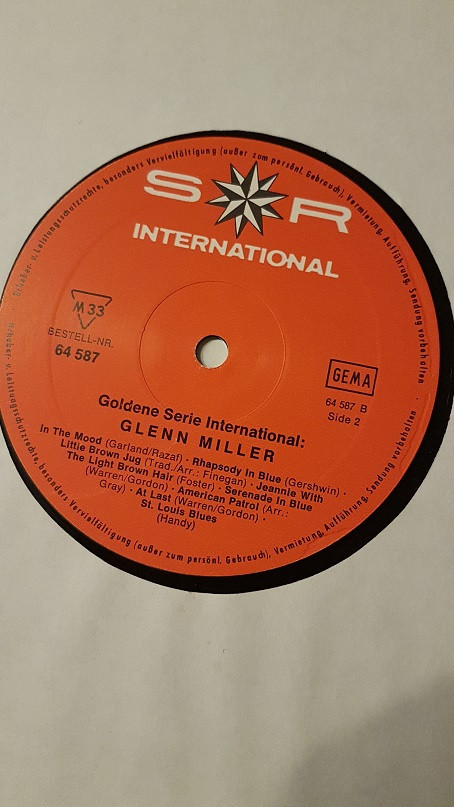 Urheber- u. Leistungsschutzrechte, besonders Vervielfältigung (außer zum persönl. Gebrauch), Vermietung, Aufführung, Sendung vorbehalten
S R
INTERNATIONAL
M 33
BESTELL-NR.
64 587
GEMA
64 587 B
Side 2
Goldene Serie International:
GLENN MILLER
In The Mood (Garland/Razaf) · Rhapsody In Blue (Gershwin) ·
Little Brown Jug (Trad./Arr.: Finegan) · Jeannie With
The Light Brown Hair (Foster) · Serenade In Blue
(Warren/Gordon) · American Patrol (Arr.:
Gray) · At Last (Warren/Gordon) ·
St. Louis Blues
(Handy)
Urheber- u. Leistungsschutzrechte, besonders Vervielfältigung (außer zum persönl. Gebrauch), Vermietung, Aufführung, Sendung vorbehalten